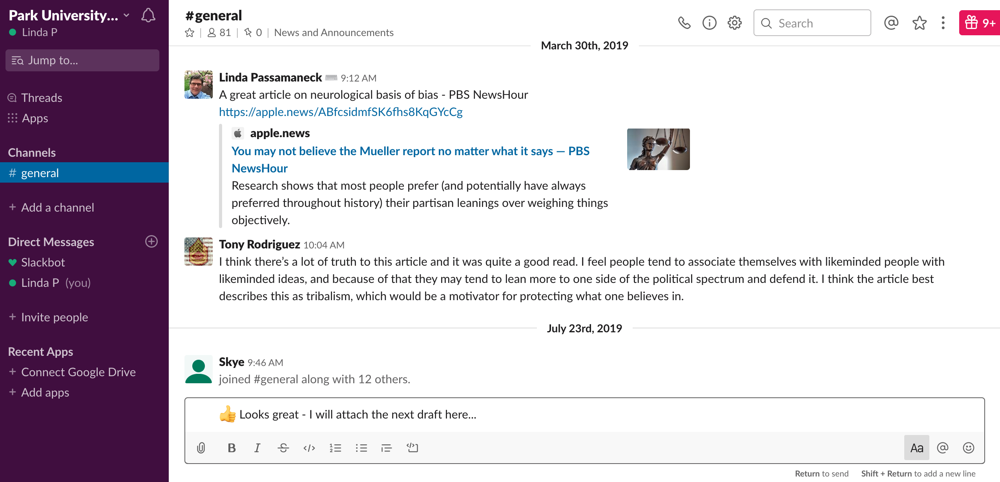 Park University...
Linda P
Jump to...
Threads
Apps
Channels
# general
+ Add a channel
Direct Messages
Slackbot
Linda P (you)
+ Invite people
Recent Apps
+ Connect Google Drive
+ Add apps
#general
81 | 0 | News and Announcements
Search
9+
March 30th, 2019
Linda Passamaneck 9:12 AM
A great article on neurological basis of bias - PBS NewsHour
https://apple.news/ABfcsidmfSK6fhs8KqGYcCg
apple.news
You may not believe the Mueller report no matter what it says — PBS
NewsHour
Research shows that most people prefer (and potentially have always
preferred throughout history) their partisan leanings over weighing things
objectively.
Tony Rodriguez 10:04 AM
I think there’s a lot of truth to this article and it was quite a good read. I feel people tend to associate themselves with likeminded people with
likeminded ideas, and because of that they may tend to lean more to one side of the political spectrum and defend it. I think the article best
describes this as tribalism, which would be a motivator for protecting what one believes in.
July 23rd, 2019
Skye 9:46 AM
joined #general along with 12 others.
👍 Looks great - I will attach the next draft here...
B I S </> Aa @
Return to send Shift + Return to add a new line